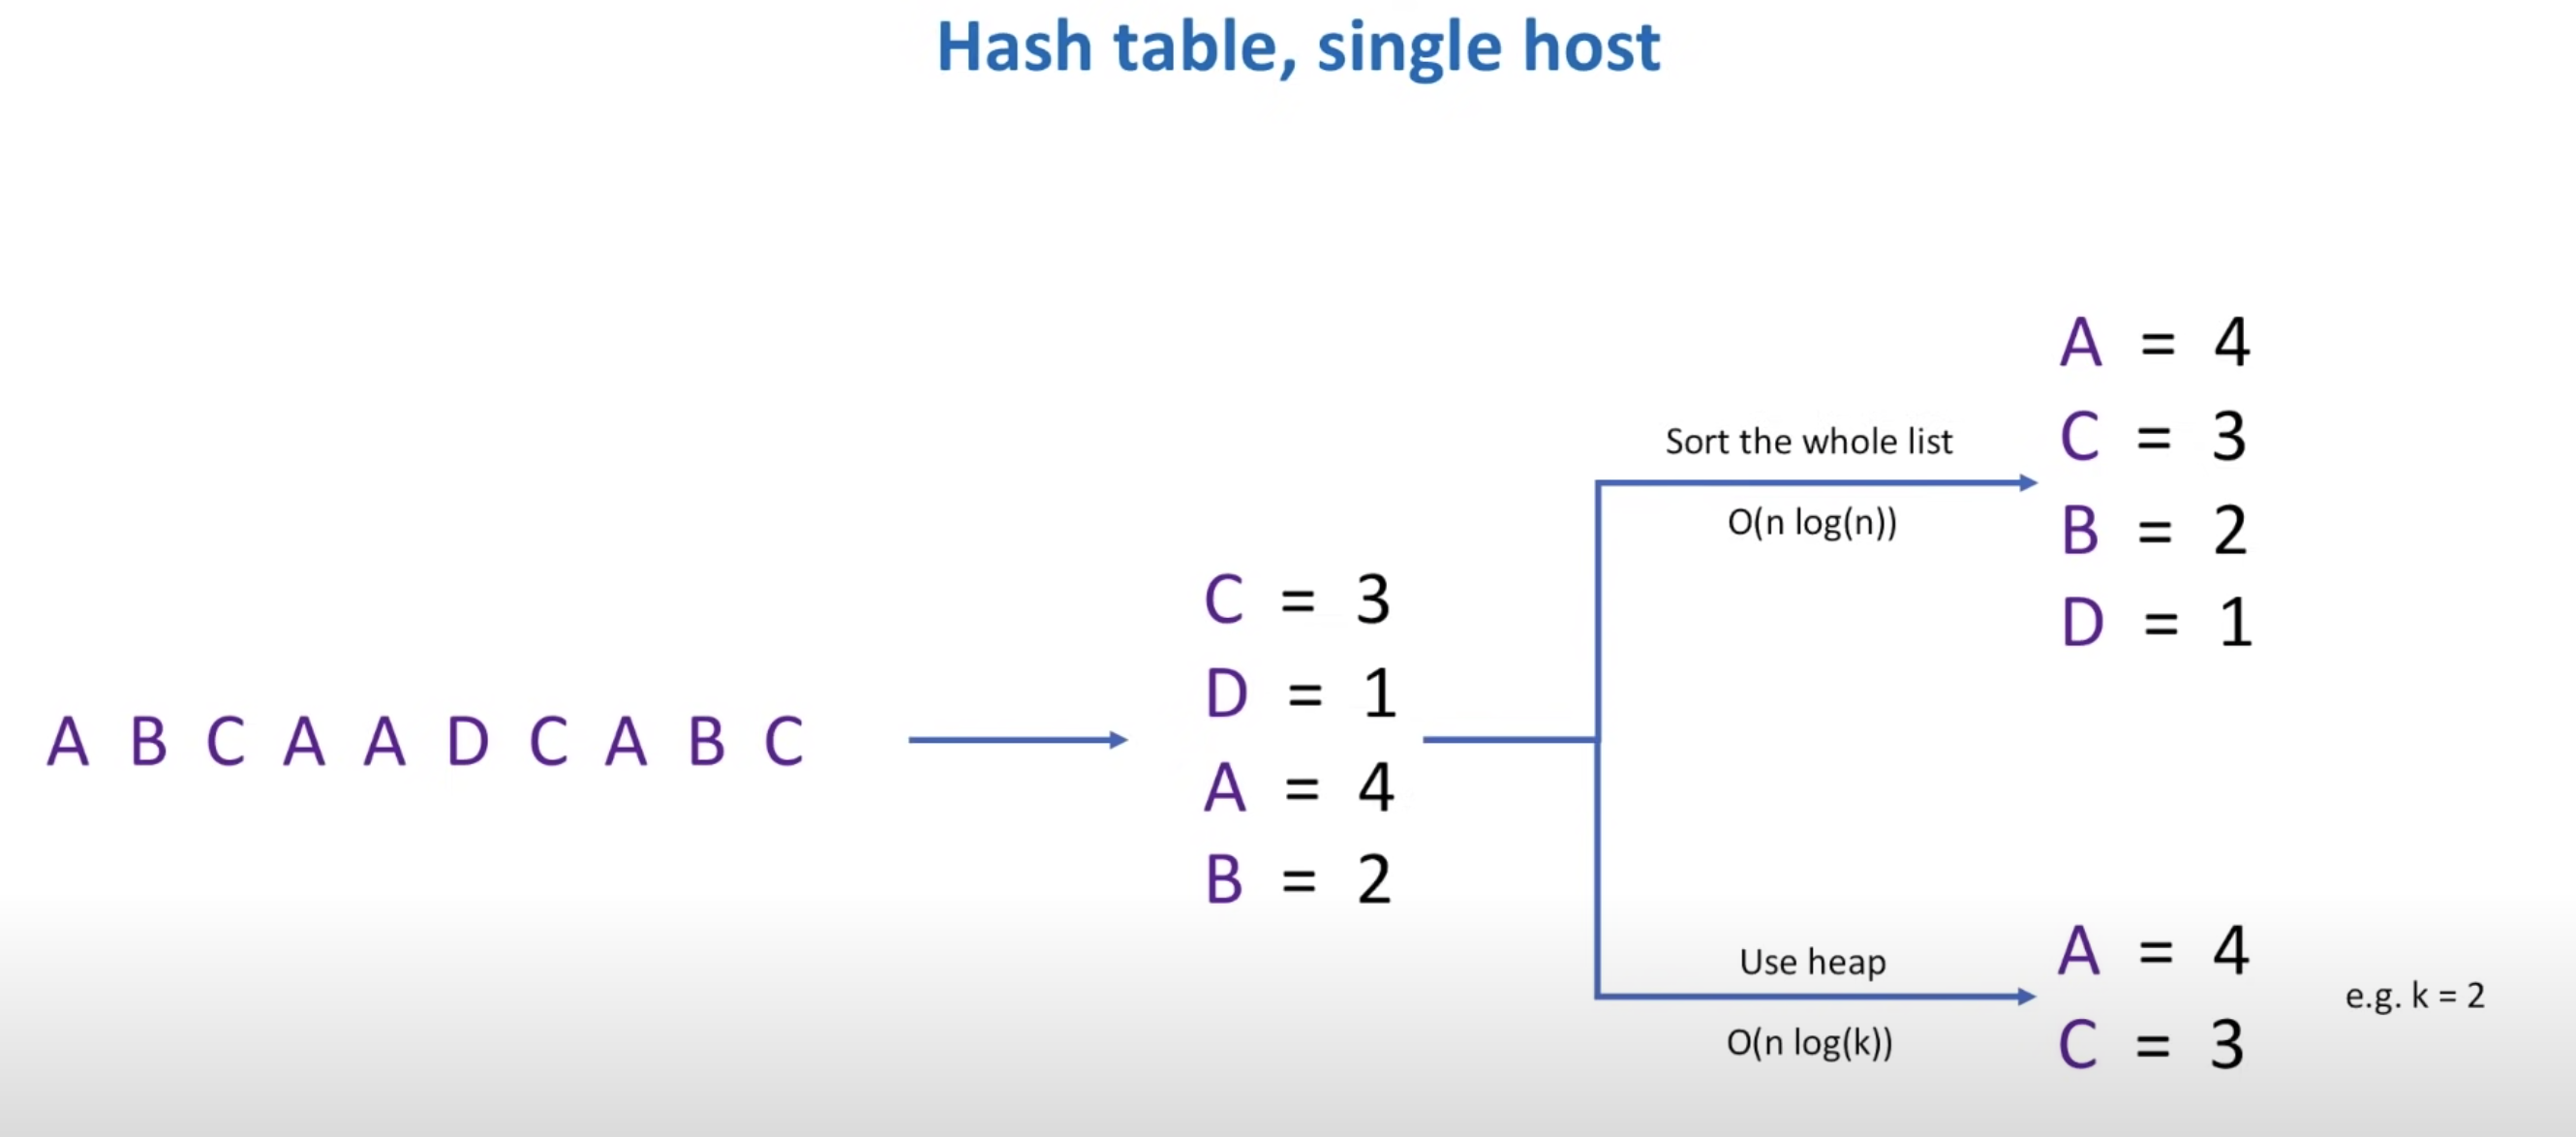 Hash table, single host
A B C A A D C A B C
C = 3
D = 1
A = 4
B = 2
Sort the whole list
O(n log(n))
A = 4
C = 3
B = 2
D = 1
Use heap
O(n log(k))
A = 4
C = 3
e.g. k = 2